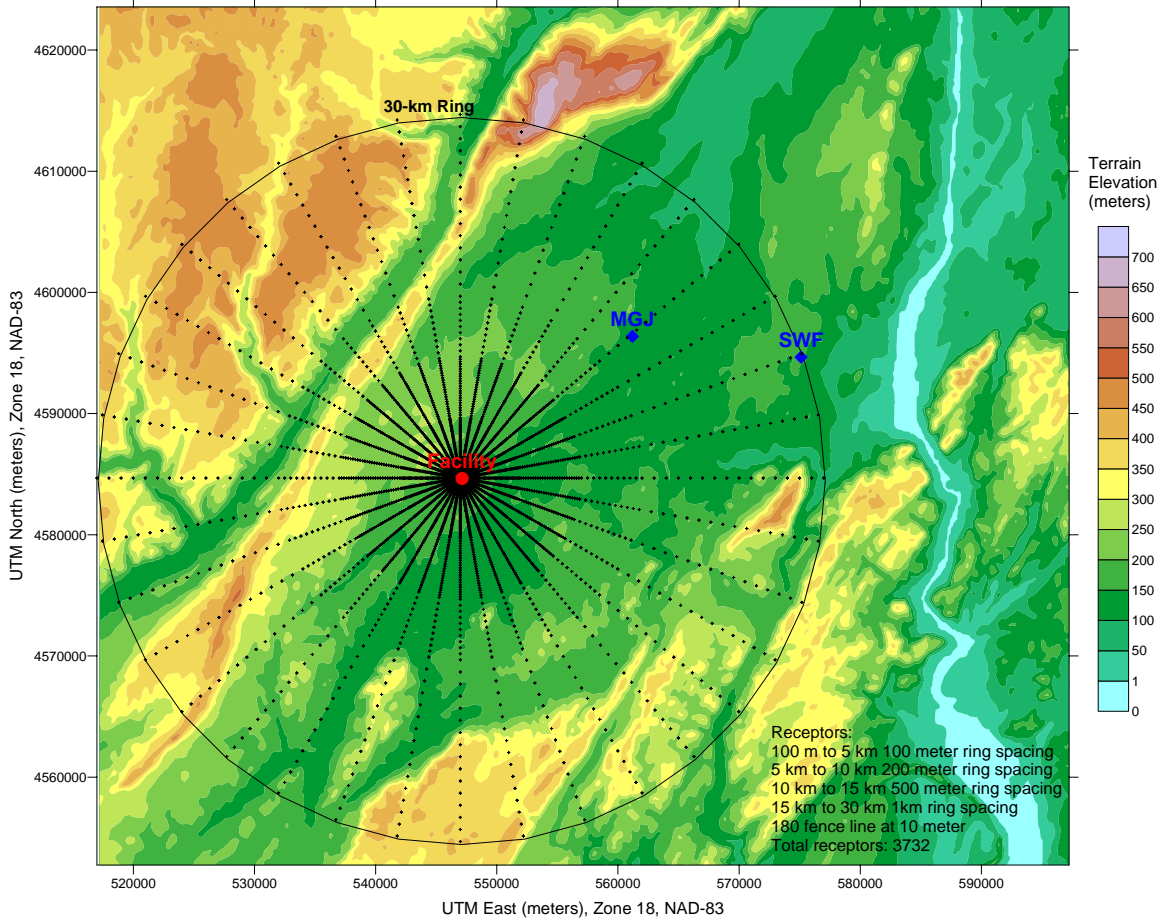 30-km Ring
MGJ
SWF
Facility
Receptors:
100 m to 5 km 100 meter ring spacing
5 km to 10 km 200 meter ring spacing
10 km to 15 km 500 meter ring spacing
15 km to 30 km 1km ring spacing
180 fence line at 10 meter
Total receptors: 3732
4620000
4610000
4600000
4590000
4580000
4570000
4560000
UTM North (meters), Zone 18, NAD-83
520000
530000
540000
550000
560000
570000
580000
590000
UTM East (meters), Zone 18, NAD-83
Terrain
Elevation
(meters)
700
650
600
550
500
450
400
350
300
250
200
150
100
50
1
0